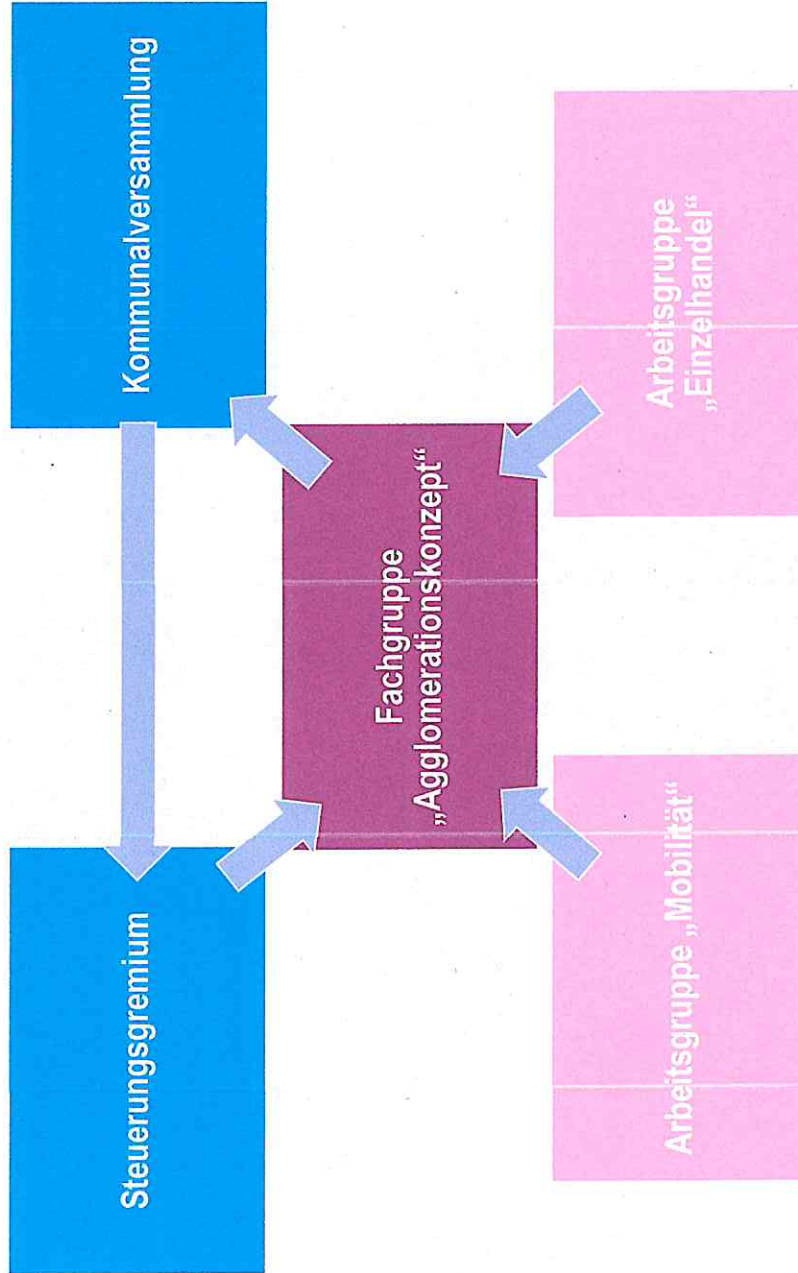 Steuerungsgremium
Kommunalversammlung
Fachgruppe
„Agglomerationskonzept“
Arbeitsgruppe „Mobilität“
Arbeitsgruppe
„Einzelhandel“